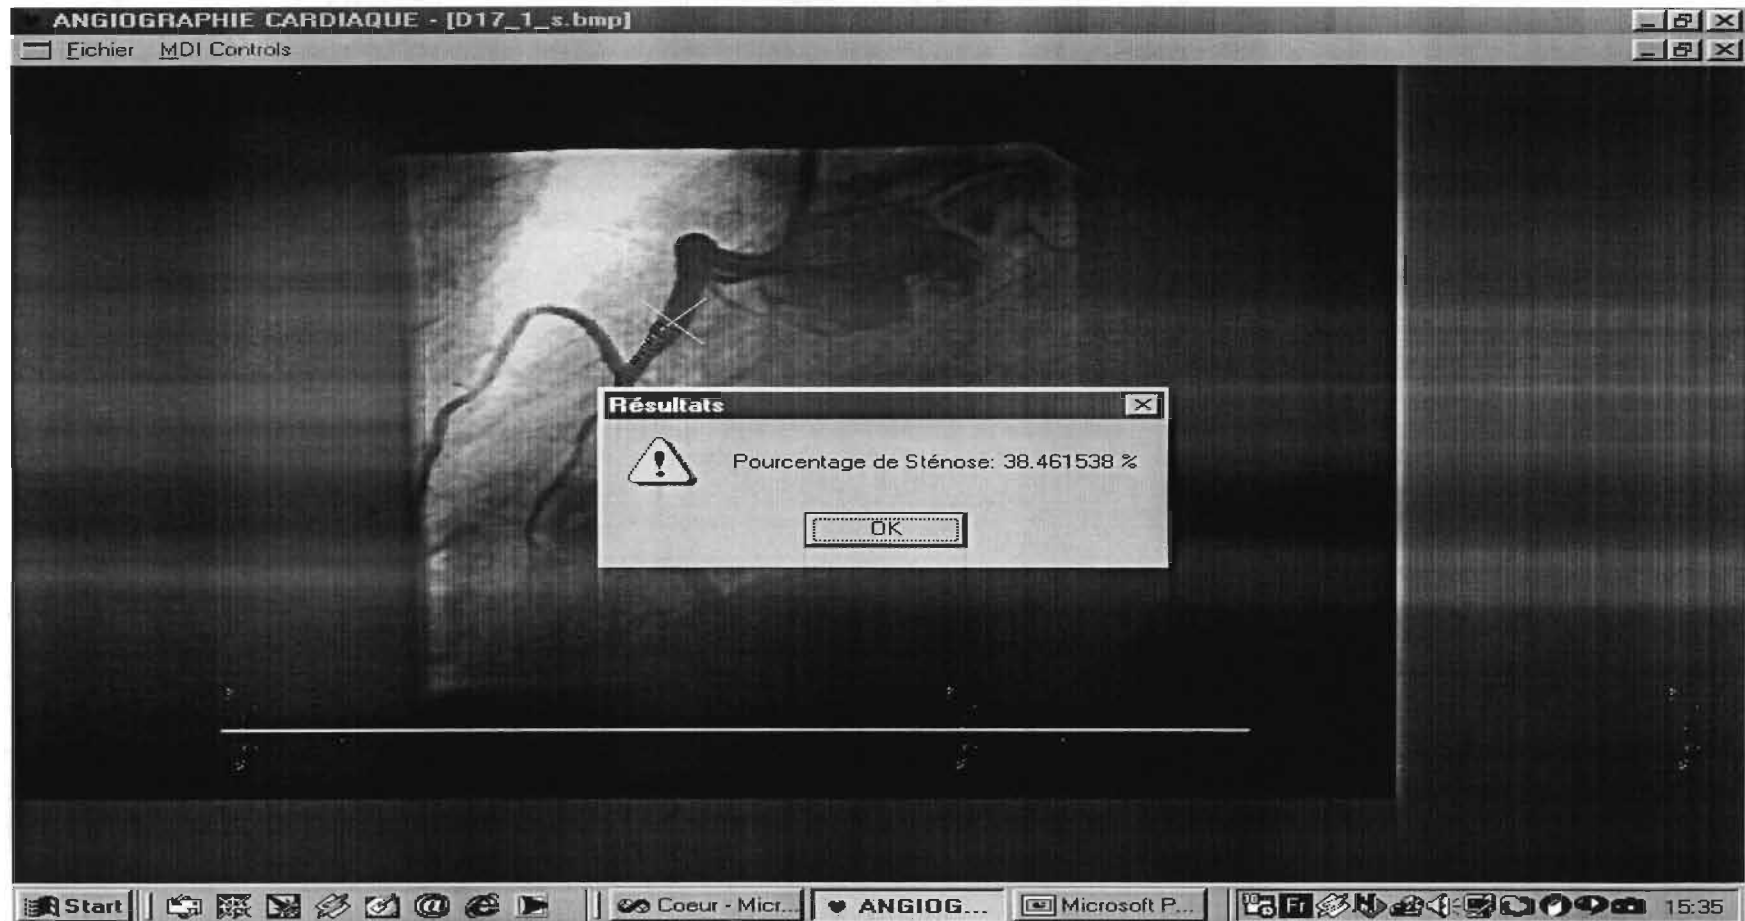 ANGIOGRAPHIE CARDIAQUE - [D17_1_s.bmp]
Fichier MDI Controls
Résultats
Pourcentage de Sténose: 38.461538 %
OK
Start Coeur - Micr... ANGIOG... Microsoft P... 15:35